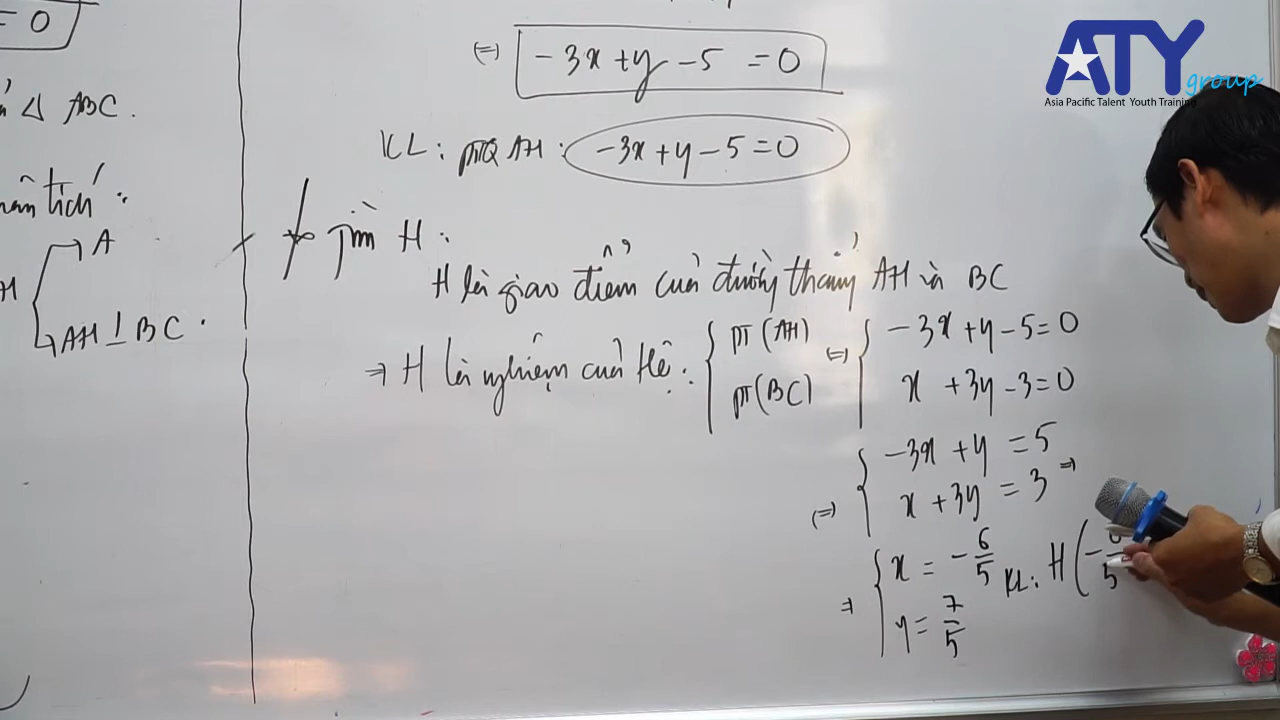 = 0
Δ ABC.
tích:
A
AH ⊥ BC.
(=) -3x + y - 5 = 0
KL: ptTQ AH: -3x + y - 5 = 0
* Tìm H:
H là giao điểm của đường thẳng AH và BC
⇒ H là nghiệm của Hệ: { PT (AH) (=) { -3x + y - 5 = 0
PT (BC) x + 3y - 3 = 0
(=) { -3x + y = 5
x + 3y = 3 ⇒
⇒ { x = -6/5 KL: H (-6/5
y = 7/5
ATY group
Asia Pacific Talent Youth Training